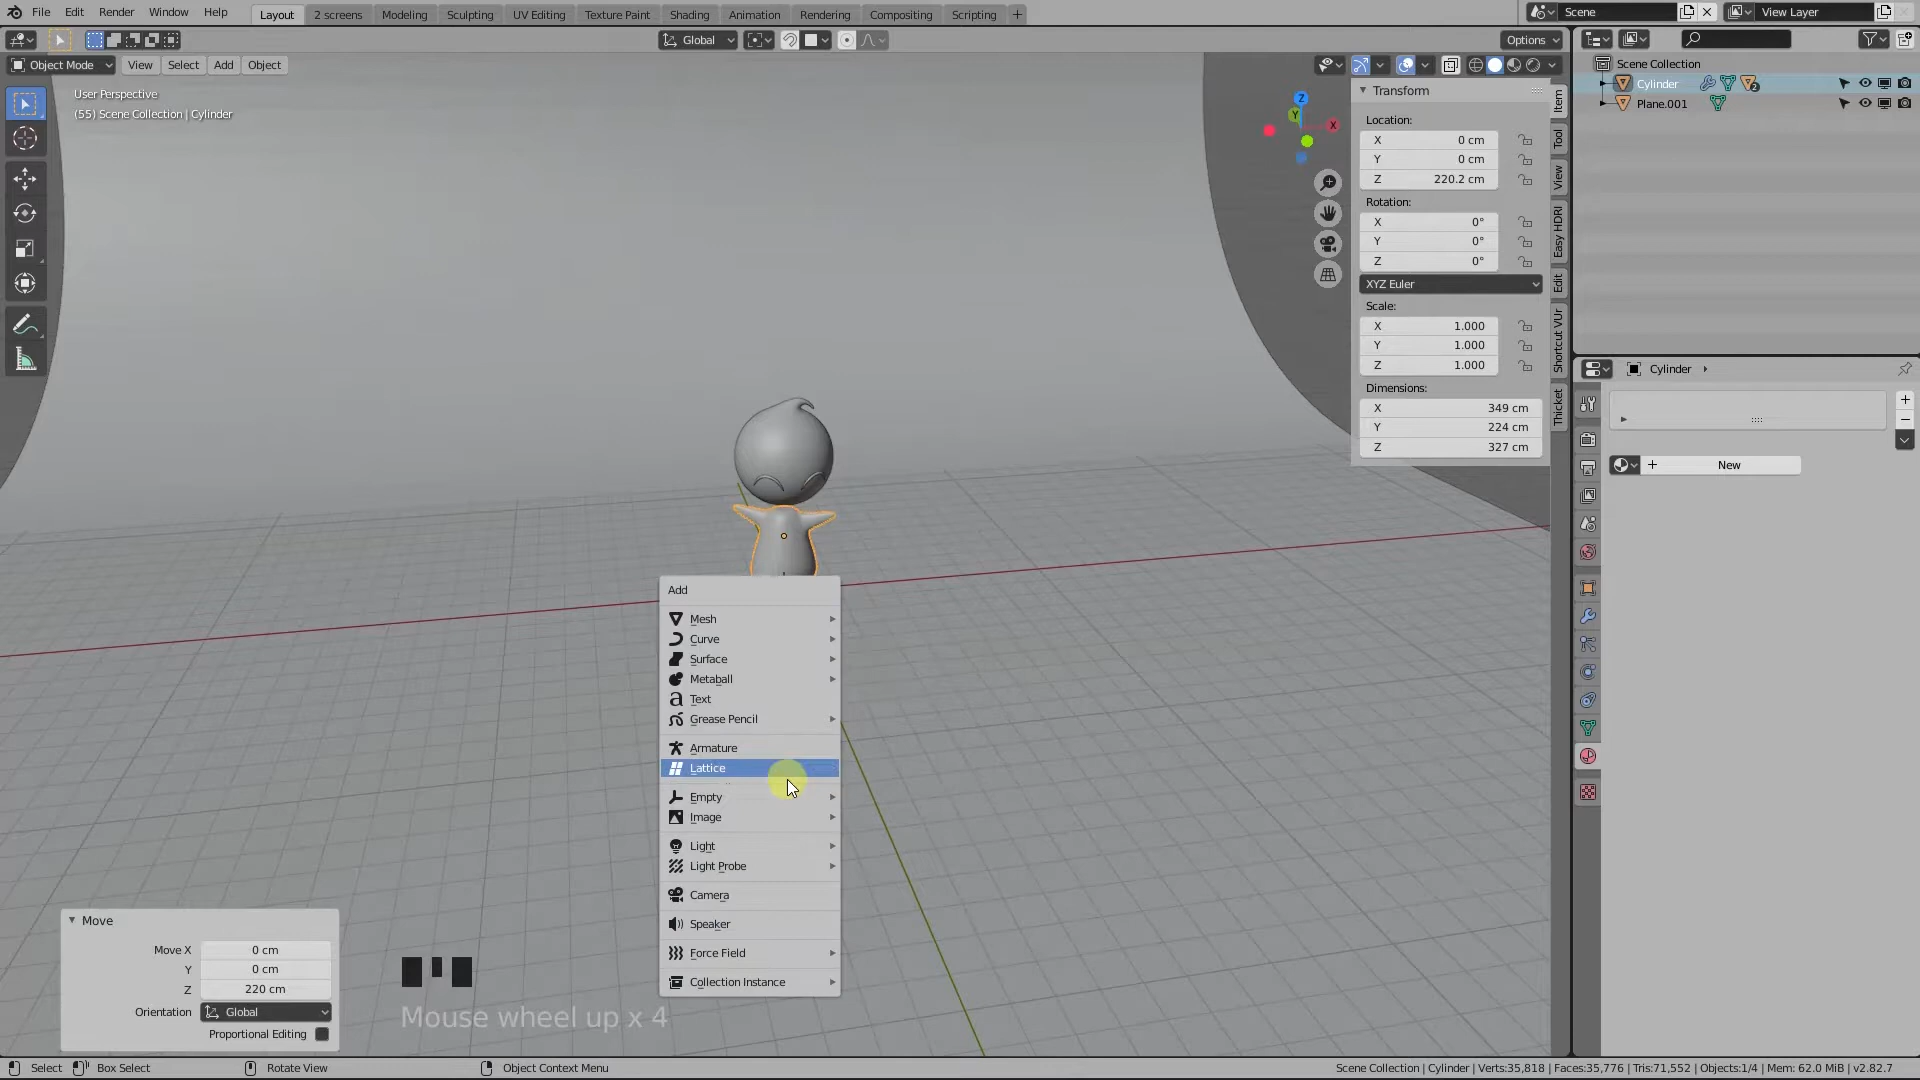 File Edit Render Window Help Layout 2 screens Modeling Sculpting UV Editing Texture Paint Shading Animation Rendering Compositing Scripting + Scene View Layer
Global Options
Object Mode View Select Add Object
User Perspective
(55) Scene Collection | Cylinder
Z
Y
X
Transform
Location:
X 0 cm
Y 0 cm
Z 220.2 cm
Rotation:
X 0°
Y 0°
Z 0°
XYZ Euler
Scale:
X 1.000
Y 1.000
Z 1.000
Dimensions:
X 349 cm
Y 224 cm
Z 327 cm
Item
Tool
View
Easy HDRI
Edit
Shortcut VUr
Thicket
Scene Collection
Cylinder
2
Plane.001
Cylinder
New
Add
Mesh
Curve
Surface
Metaball
Text
Grease Pencil
Armature
Lattice
Empty
Image
Light
Light Probe
Camera
Speaker
Force Field
Collection Instance
Move
Move X 0 cm
Y 0 cm
Z 220 cm
Orientation Global
Proportional Editing
Mouse wheel up x 4
Select Box Select Rotate View Object Context Menu Scene Collection | Cylinder | Verts:35,818 | Faces:35,776 | Tris:71,552 | Objects:1/4 | Mem: 62.0 MiB | v2.82.7